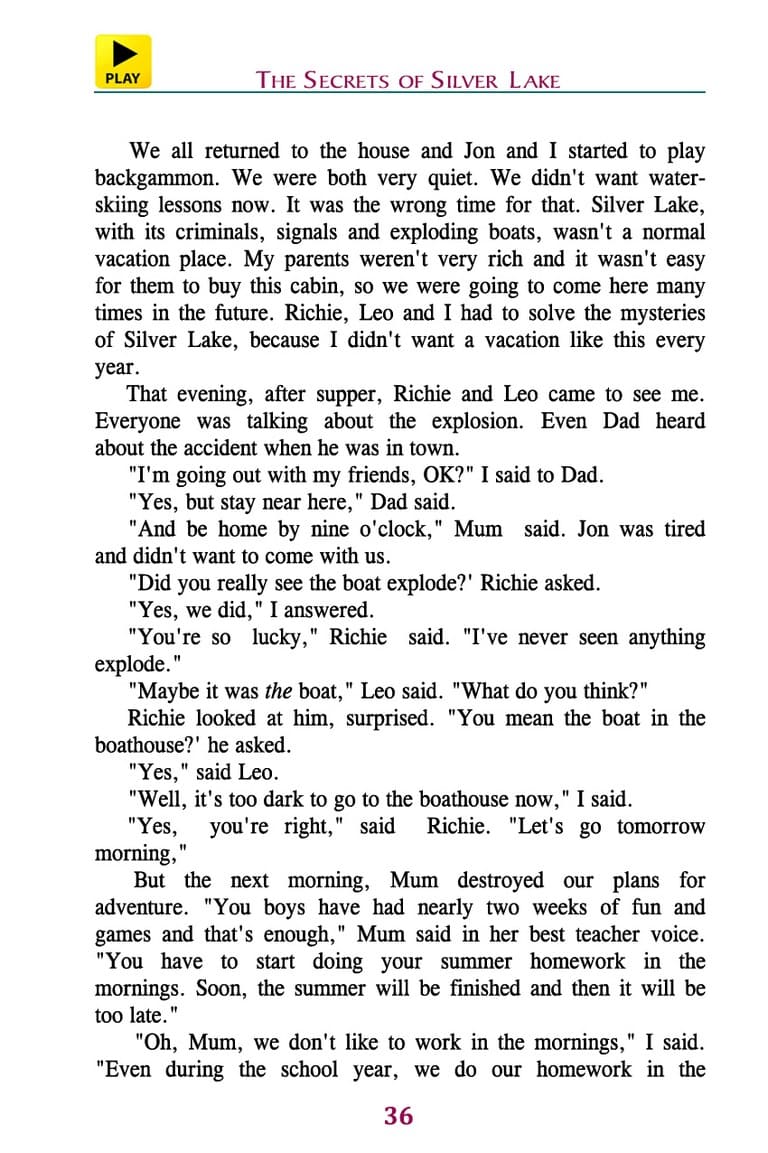 PLAY
THE SECRETS OF SILVER LAKE
We all returned to the house and Jon and I started to play
backgammon. We were both very quiet. We didn't want water-
skiing lessons now. It was the wrong time for that. Silver Lake,
with its criminals, signals and exploding boats, wasn't a normal
vacation place. My parents weren't very rich and it wasn't easy
for them to buy this cabin, so we were going to come here many
times in the future. Richie, Leo and I had to solve the mysteries
of Silver Lake, because I didn't want a vacation like this every
year.
That evening, after supper, Richie and Leo came to see me.
Everyone was talking about the explosion. Even Dad heard
about the accident when he was in town.
"I'm going out with my friends, OK?" I said to Dad.
"Yes, but stay near here," Dad said.
"And be home by nine o'clock," Mum said. Jon was tired
and didn't want to come with us.
"Did you really see the boat explode?' Richie asked.
"Yes, we did," I answered.
"You're so lucky," Richie said. "I've never seen anything
explode."
"Maybe it was the boat," Leo said. "What do you think?"
Richie looked at him, surprised. "You mean the boat in the
boathouse?' he asked.
"Yes," said Leo.
"Well, it's too dark to go to the boathouse now," I said.
"Yes, you're right," said Richie. "Let's go tomorrow
morning,"
But the next morning, Mum destroyed our plans for
adventure. "You boys have had nearly two weeks of fun and
games and that's enough," Mum said in her best teacher voice.
"You have to start doing your summer homework in the
mornings. Soon, the summer will be finished and then it will be
too late."
"Oh, Mum, we don't like to work in the mornings," I said.
"Even during the school year, we do our homework in the
36